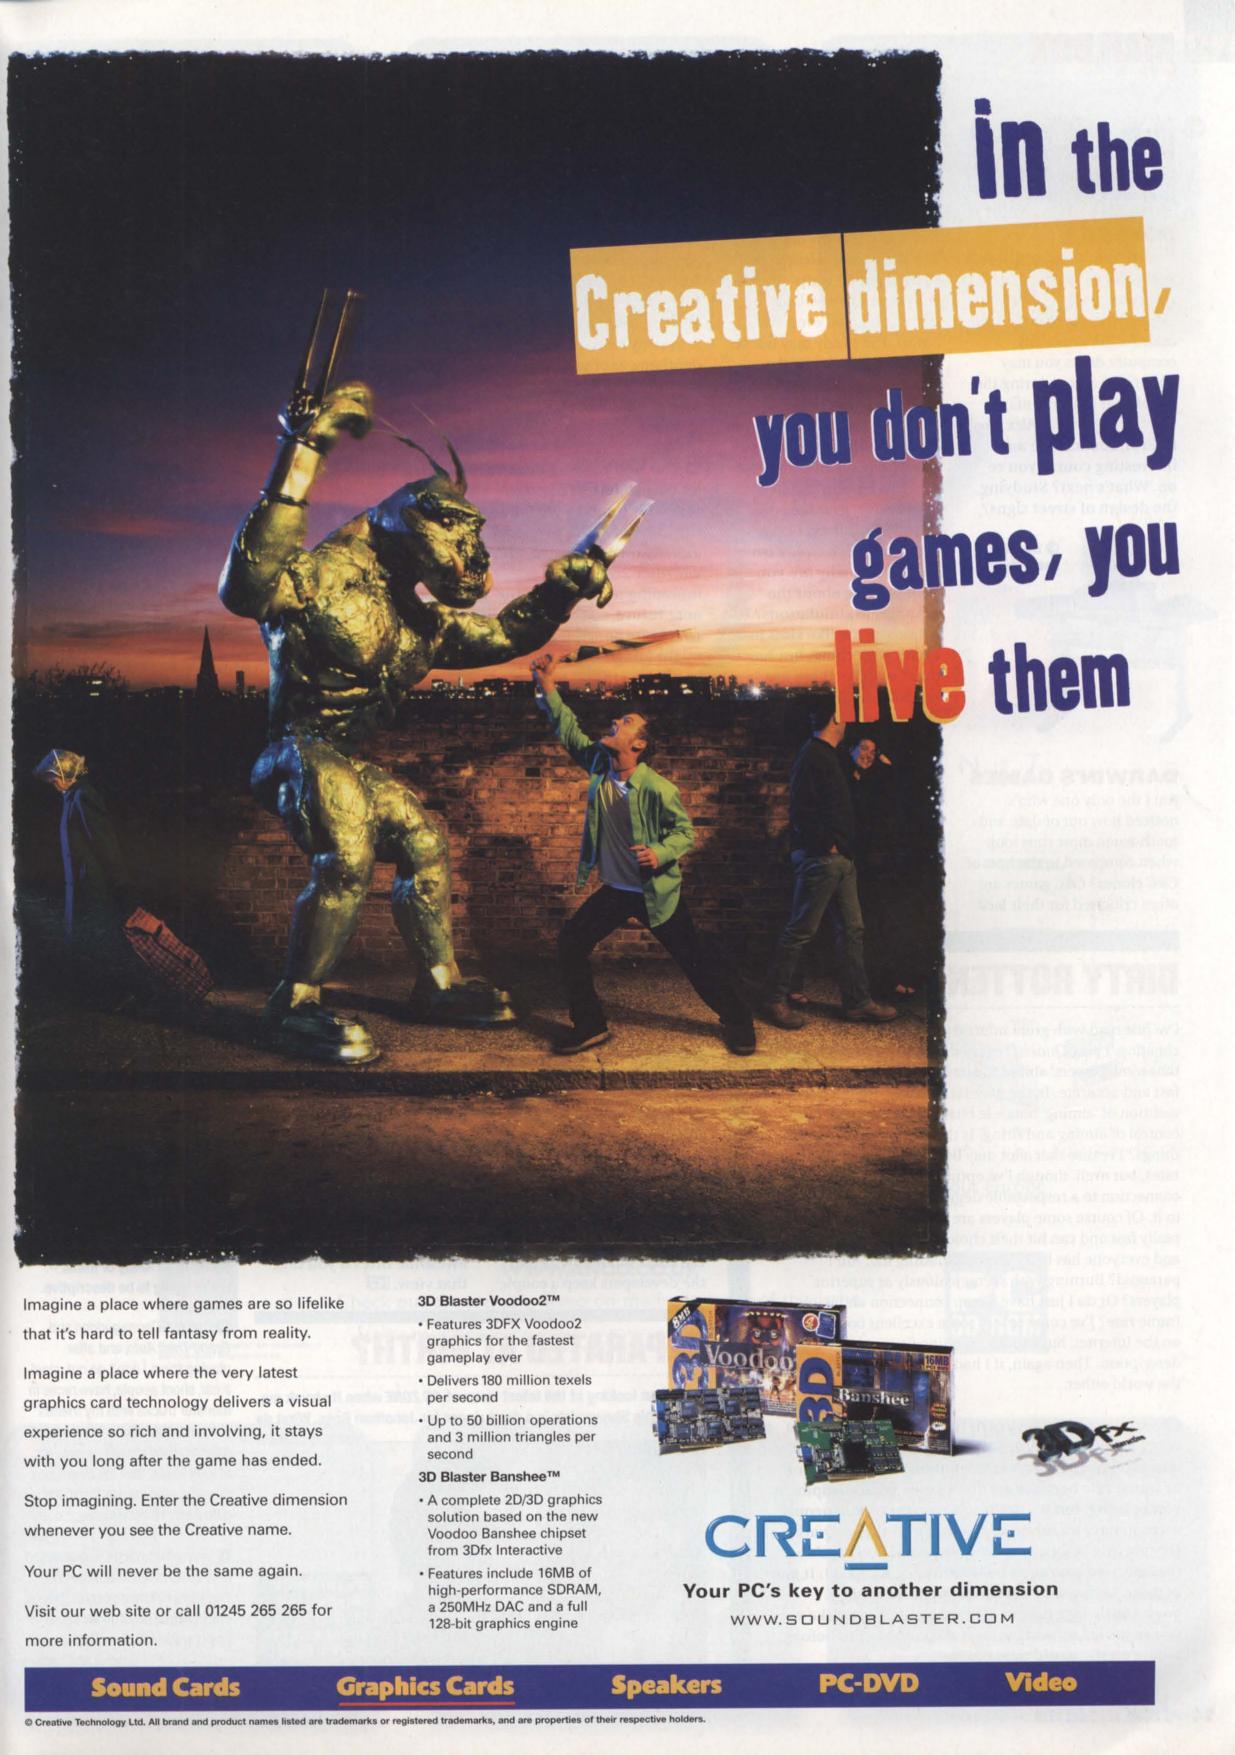 in the
Creative dimension,
you don't play
games, you
live them
Imagine a place where games are so lifelike
that it's hard to tell fantasy from reality.
Imagine a place where the very latest
graphics card technology delivers a visual
experience so rich and involving, it stays
with you long after the game has ended.
Stop imagining. Enter the Creative dimension
whenever you see the Creative name.
Your PC will never be the same again.
Visit our web site or call 01245 265 265 for
more information.
3D Blaster Voodoo2™
• Features 3DFX Voodoo2
graphics for the fastest
gameplay ever
• Delivers 180 million texels
per second
• Up to 50 billion operations
and 3 million triangles per
second
3D Blaster Banshee™
• A complete 2D/3D graphics
solution based on the new
Voodoo Banshee chipset
from 3Dfx Interactive
• Features include 16MB of
high-performance SDRAM,
a 250MHz DAC and a full
128-bit graphics engine
8MB
3D
Voodoo
3D
16MB
Banshee
3Dfx
CREATIVE
Your PC's key to another dimension
WWW.SOUNDBLASTER.COM
Sound Cards Graphics Cards Speakers PC-DVD Video
© Creative Technology Ltd. All brand and product names listed are trademarks or registered trademarks, and are properties of their respective holders.